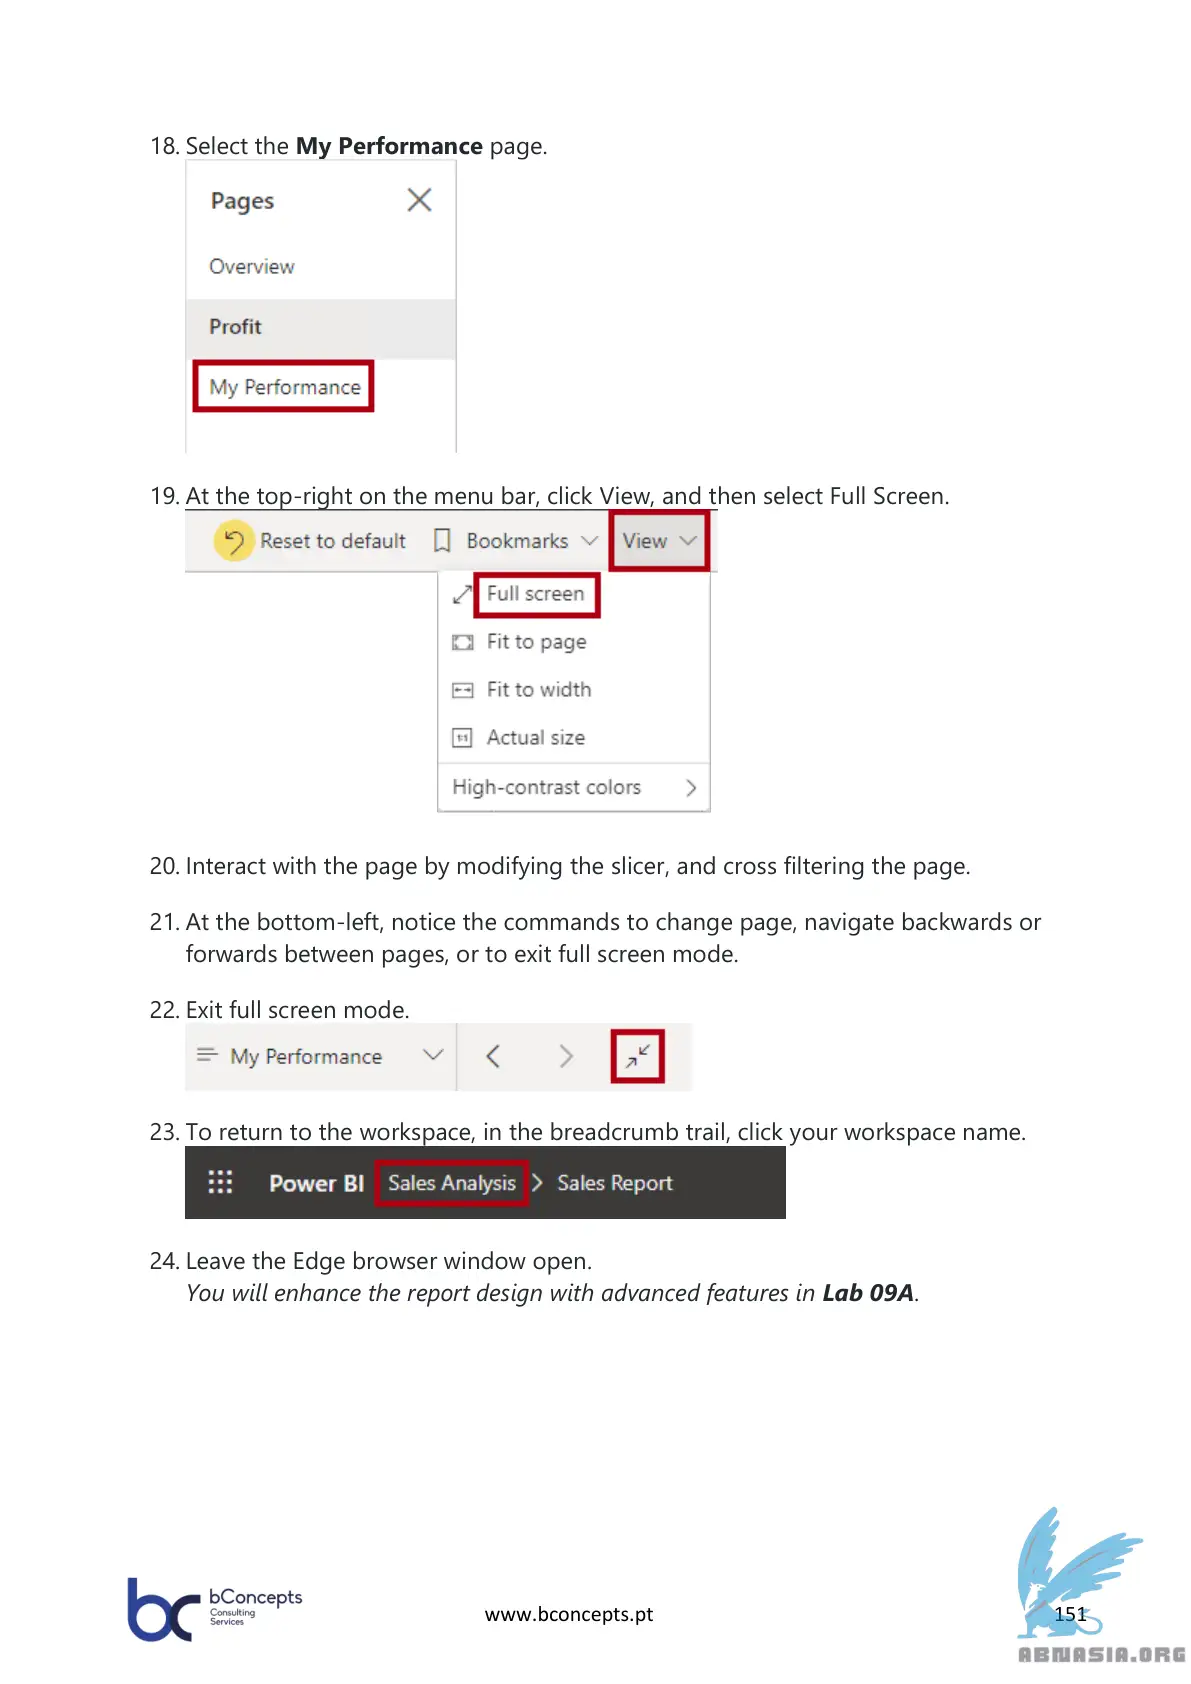 18. Select the My Performance page.
Pages
Overview
Profit
My Performance
19. At the top-right on the menu bar, click View, and then select Full Screen.
Reset to default Bookmarks View
Full screen
Fit to page
Fit to width
1:1 Actual size
High-contrast colors
20. Interact with the page by modifying the slicer, and cross filtering the page.
21. At the bottom-left, notice the commands to change page, navigate backwards or
forwards between pages, or to exit full screen mode.
22. Exit full screen mode.
My Performance
23. To return to the workspace, in the breadcrumb trail, click your workspace name.
Power BI Sales Analysis > Sales Report
24. Leave the Edge browser window open.
You will enhance the report design with advanced features in Lab 09A.
bc bConcepts
Consulting
Services
www.bconcepts.pt
151
ABNASIA.ORG